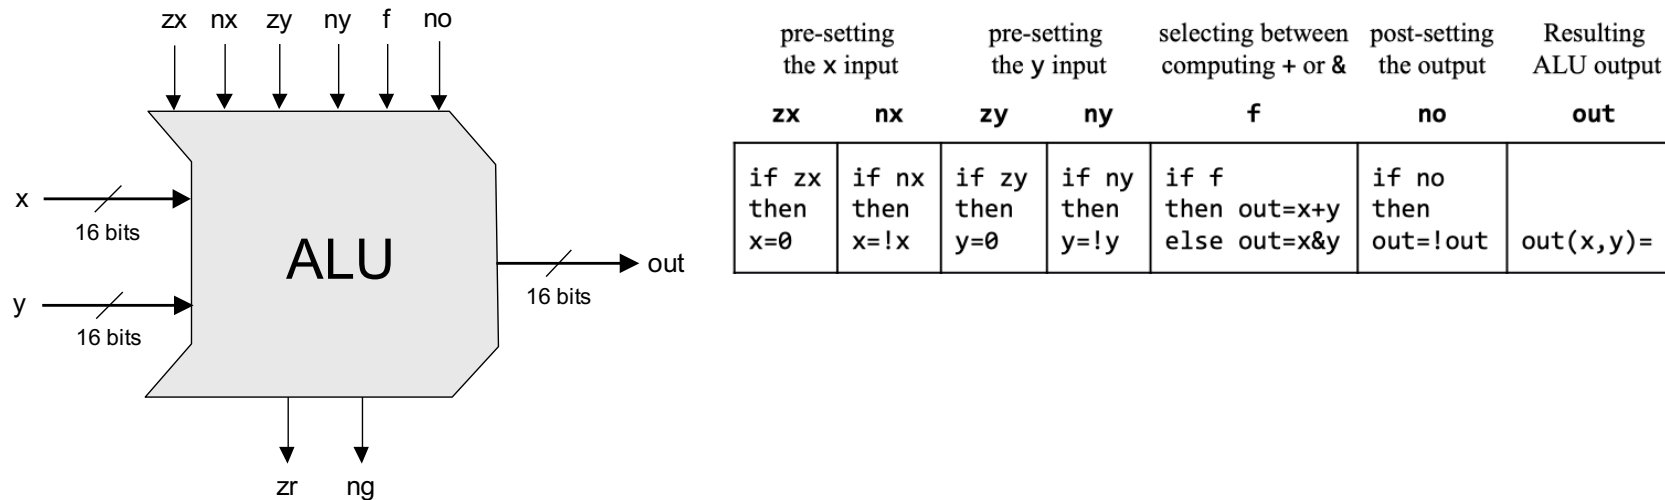 zx nx zy ny f no
x
16 bits
ALU
out
16 bits
y
16 bits
zr ng
pre-setting
the x input
pre-setting
the y input
selecting between
computing + or &
post-setting
the output
Resulting
ALU output
zx nx zy ny f no out
if zx
then
x=0
if nx
then
x=!x
if zy
then
y=0
if ny
then
y=!y
if f
then out=x+y
else out=x&y
if no
then
out=!out
out(x,y)=